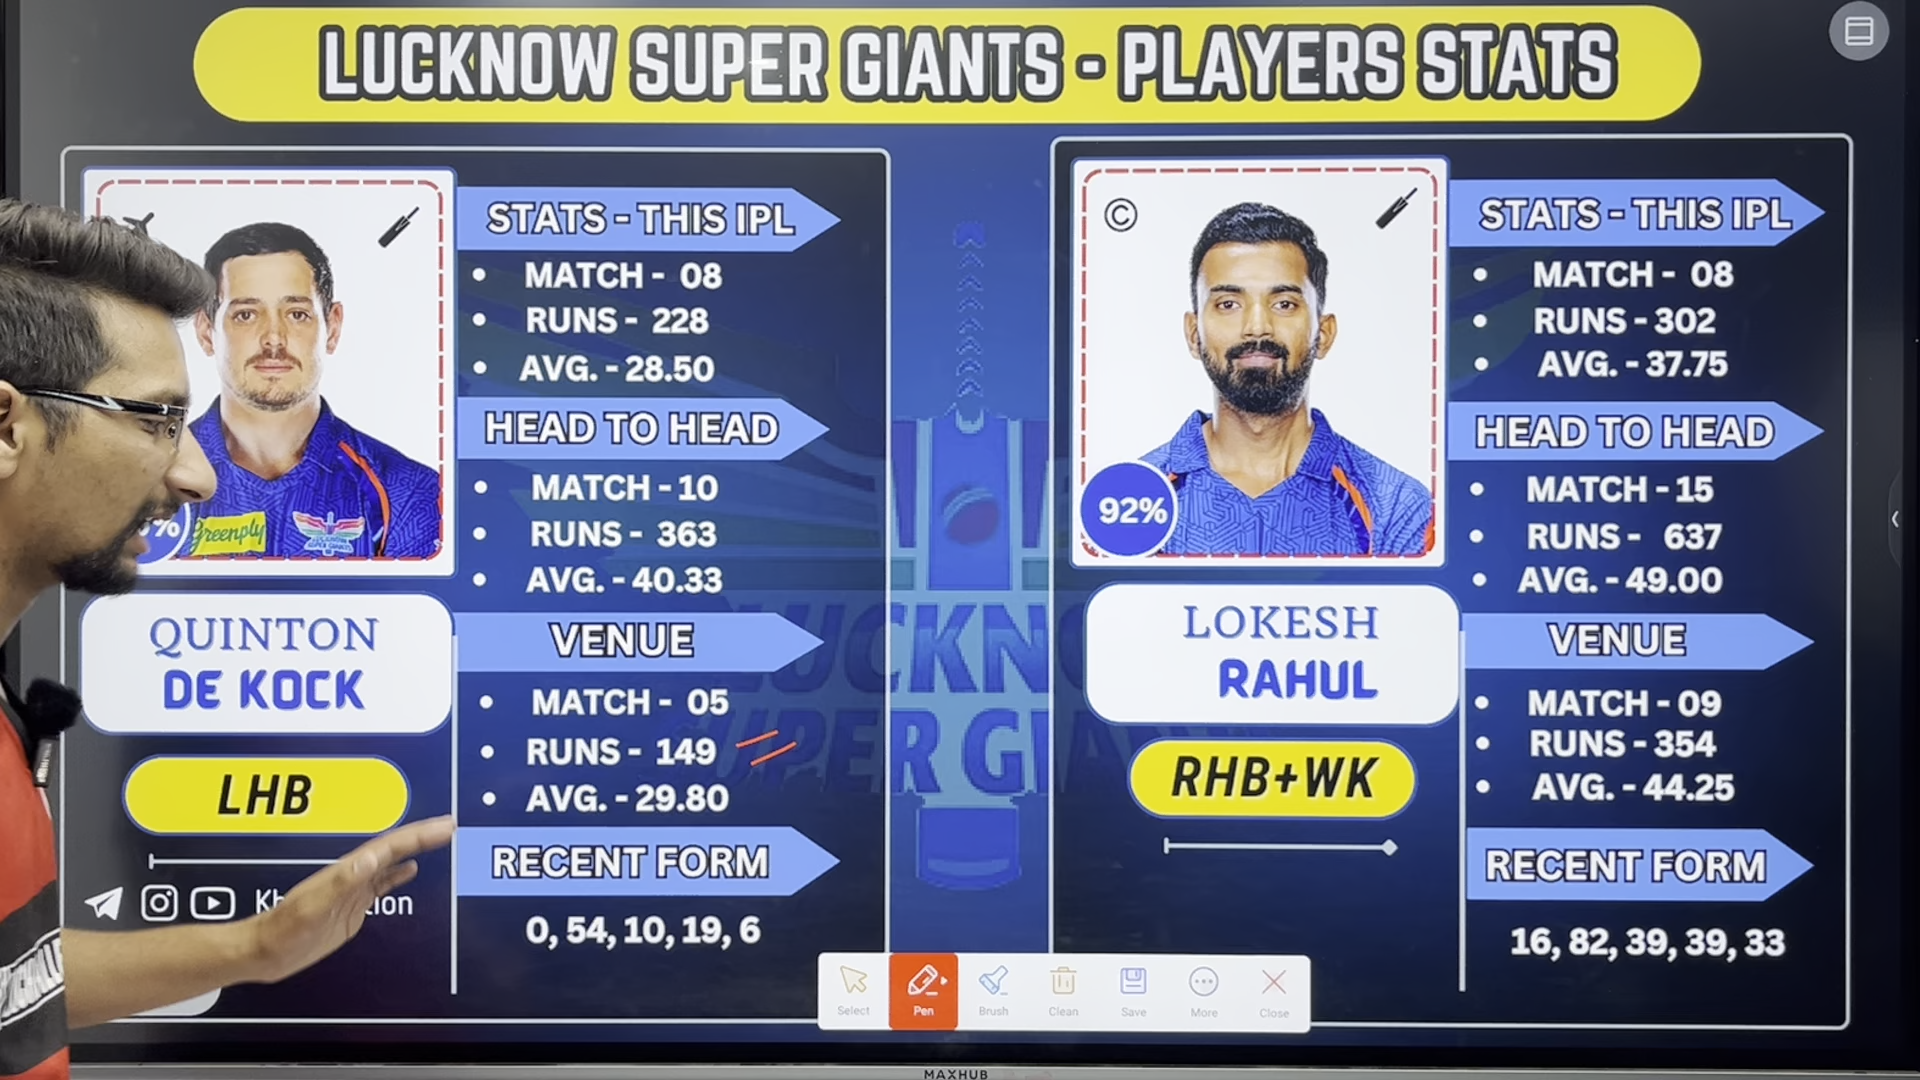 LUCKNOW SUPER GIANTS - PLAYERS STATS
STATS - THIS IPL
• MATCH - 08
• RUNS - 228
• AVG. - 28.50
HEAD TO HEAD
• MATCH - 10
• RUNS - 363
• AVG. - 40.33
VENUE
• MATCH - 05
• RUNS - 149
• AVG. - 29.80
RECENT FORM
0, 54, 10, 19, 6
Greenply
LUCKNOW
SUPER GIANTS
QUINTON
DE KOCK
LHB
©
92%
LOKESH
RAHUL
RHB+WK
STATS - THIS IPL
• MATCH - 08
• RUNS - 302
• AVG. - 37.75
HEAD TO HEAD
• MATCH - 15
• RUNS - 637
• AVG. - 49.00
VENUE
• MATCH - 09
• RUNS - 354
• AVG. - 44.25
RECENT FORM
16, 82, 39, 39, 33
Select
Pen
Brush
Clean
Save
More
Close
MAXHUB